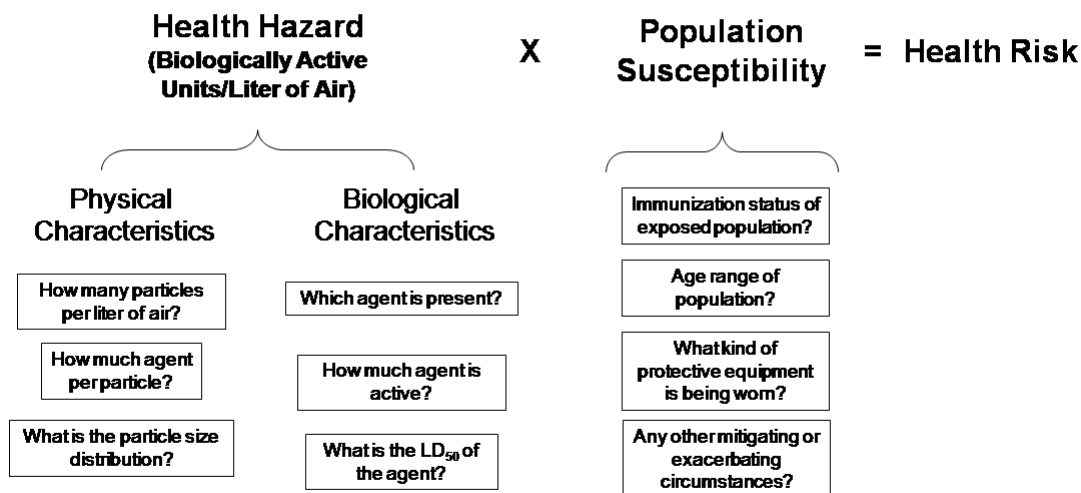 Health Hazard
(Biologically Active
Units/Liter of Air)
X
Population
Susceptibility
= Health Risk
Physical
Characteristics
How many particles
per liter of air?
How much agent
per particle?
What is the particle size
distribution?
Biological
Characteristics
Which agent is present?
How much agent is
active?
What is the LD50 of
the agent?
Immunization status of
exposed population?
Age range of
population?
What kind of
protective equipment
is being worn?
Any other mitigating or
exacerbating
circumstances?